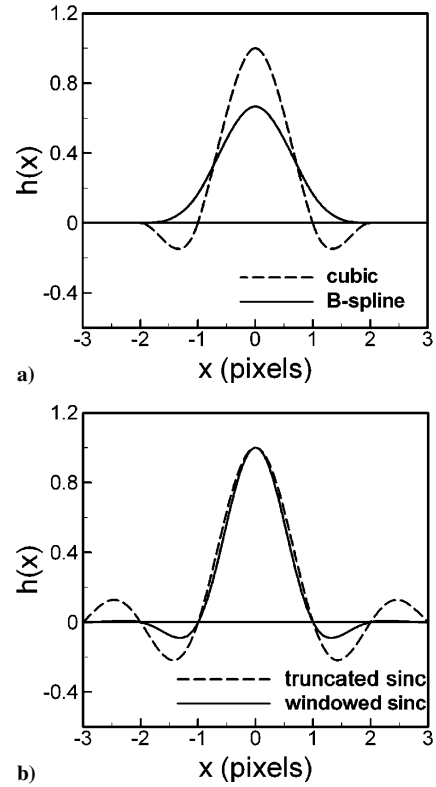 1.2
0.8
0.4
0
-0.4
h(x)
cubic
B-spline
-3 -2 -1 0 1 2 3
x (pixels)
a)
1.2
0.8
0.4
0
-0.4
h(x)
truncated sinc
windowed sinc
-3 -2 -1 0 1 2 3
x (pixels)
b)